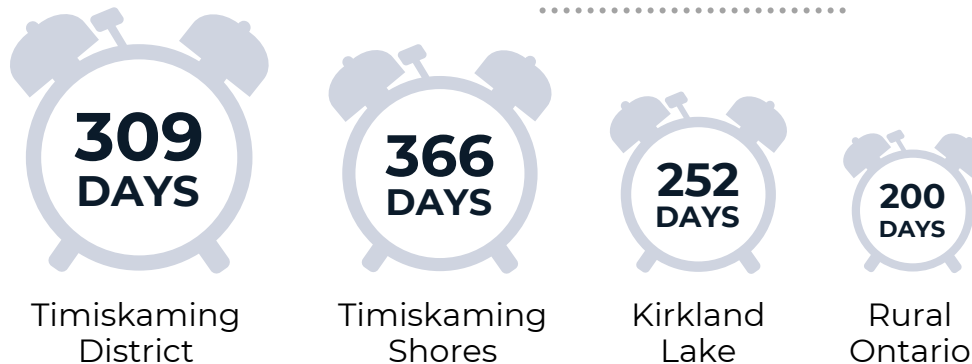 309
DAYS
Timiskaming
District
366
DAYS
Timiskaming
Shores
252
DAYS
Kirkland
Lake
200
DAYS
Rural
Ontario